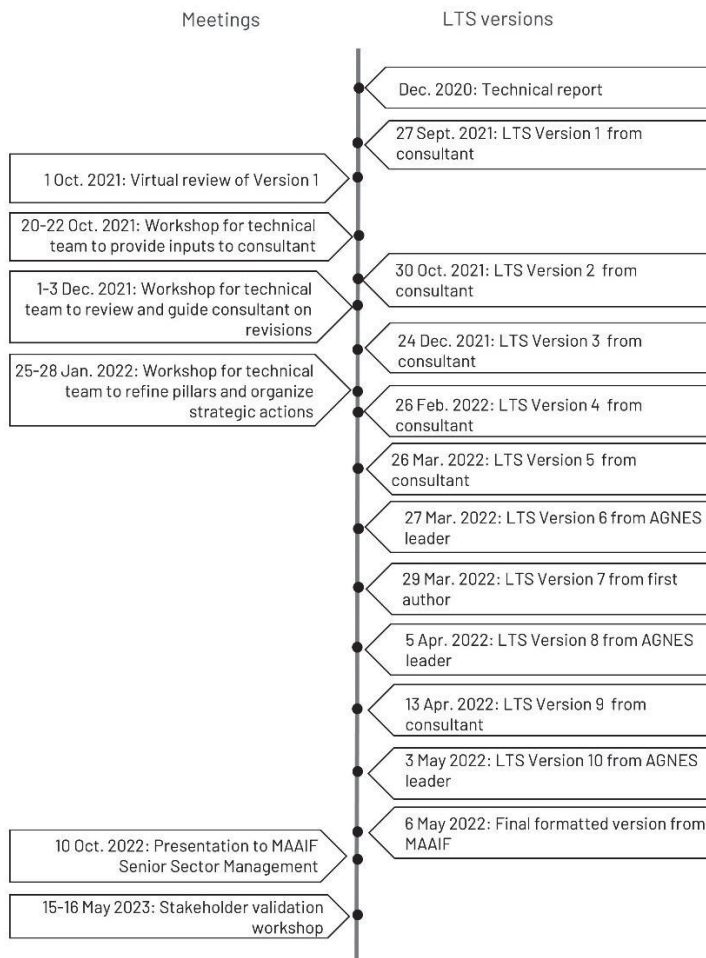 Meetings
LTS versions
Dec. 2020: Technical report
27 Sept. 2021: LTS Version 1 from
consultant
1 Oct. 2021: Virtual review of Version 1
20-22 Oct. 2021: Workshop for technical
team to provide inputs to consultant
30 Oct. 2021: LTS Version 2 from
consultant
1-3 Dec. 2021: Workshop for technical
team to review and guide consultant on
revisions
24 Dec. 2021: LTS Version 3 from
consultant
25-28 Jan. 2022: Workshop for technical
team to refine pillars and organize
strategic actions
26 Feb. 2022: LTS Version 4 from
consultant
26 Mar. 2022: LTS Version 5 from
consultant
27 Mar. 2022: LTS Version 6 from AGNES
leader
29 Mar. 2022: LTS Version 7 from first
author
5 Apr. 2022: LTS Version 8 from AGNES
leader
13 Apr. 2022: LTS Version 9 from
consultant
3 May 2022: LTS Version 10 from AGNES
leader
6 May 2022: Final formatted version from
MAAIF
10 Oct. 2022: Presentation to MAAIF
Senior Sector Management
15-16 May 2023: Stakeholder validation
workshop